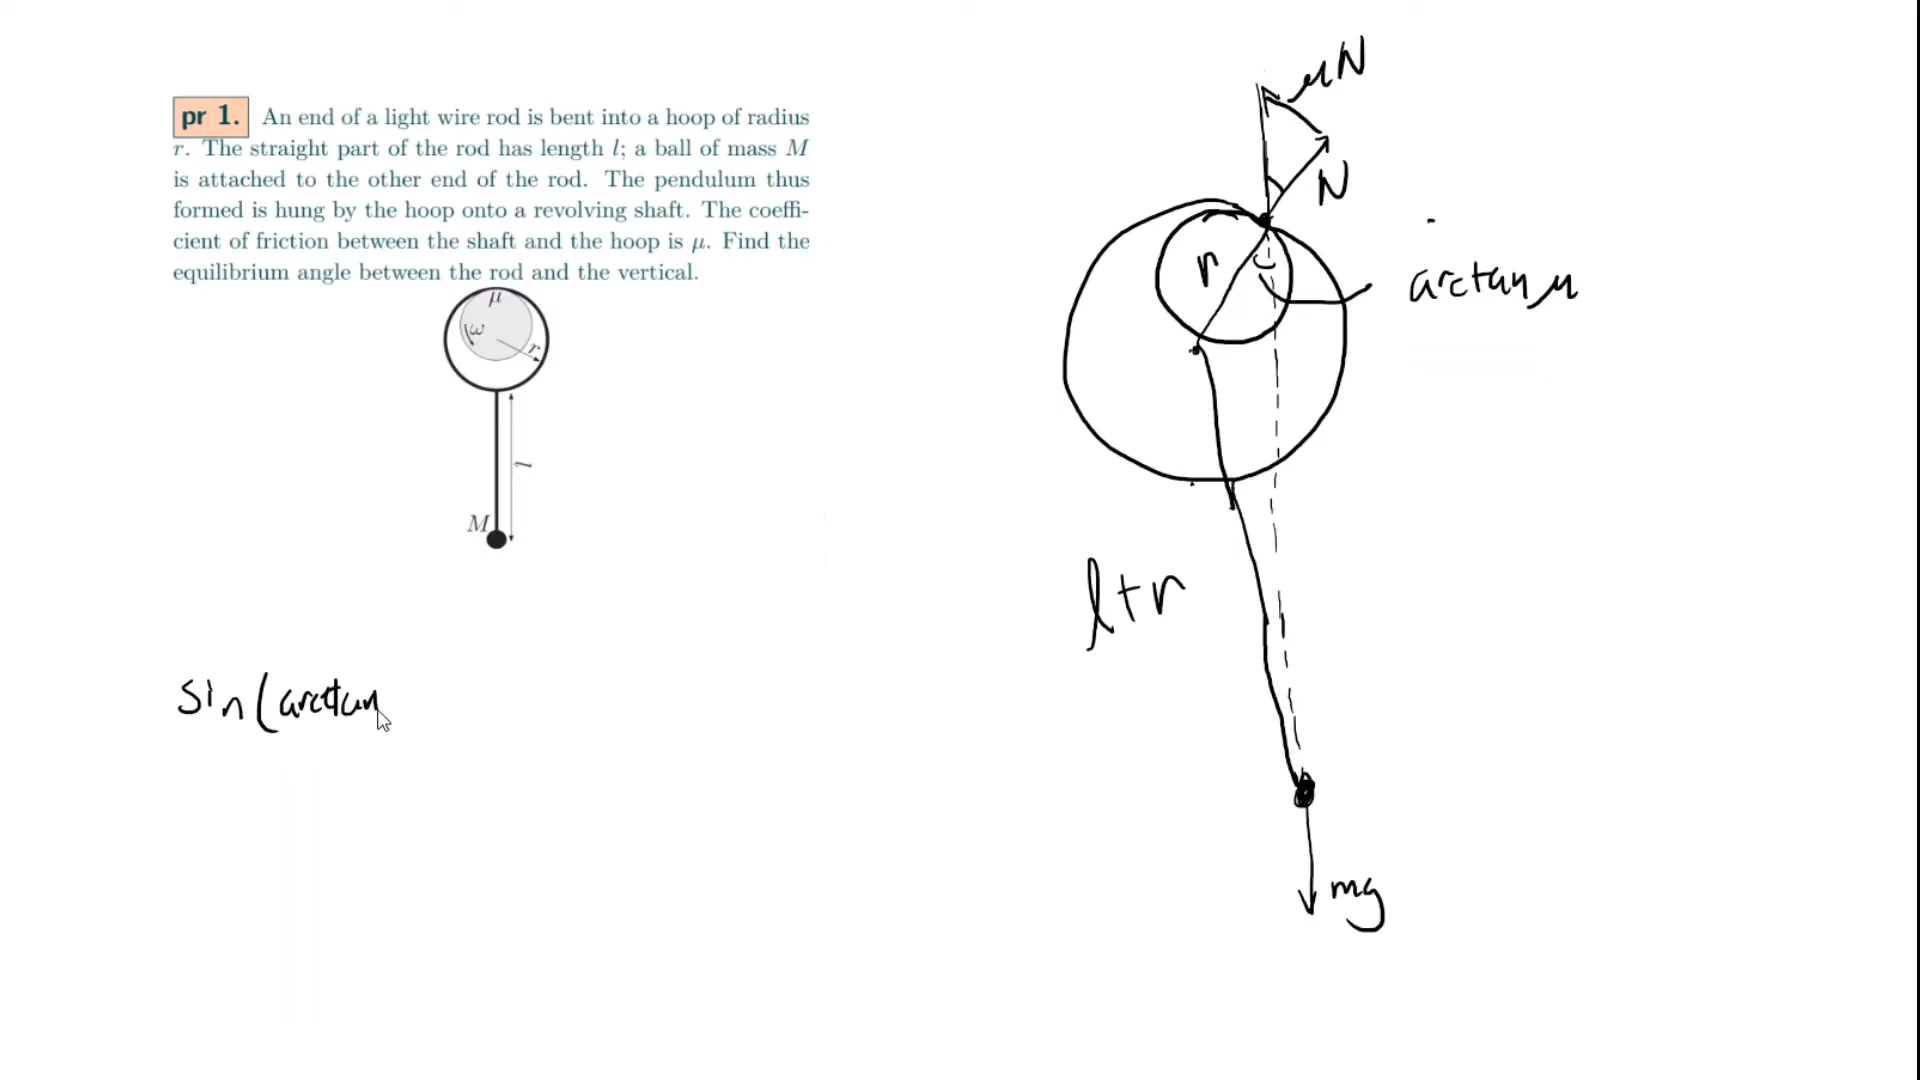 pr 1. An end of a light wire rod is bent into a hoop of radius
r. The straight part of the rod has length l; a ball of mass M
is attached to the other end of the rod. The pendulum thus
formed is hung by the hoop onto a revolving shaft. The coeffi-
cient of friction between the shaft and the hoop is μ. Find the
equilibrium angle between the rod and the vertical.
μ
ω
r
l
M
sin(arctan
μN
N
r
arctan μ
l+r
mg